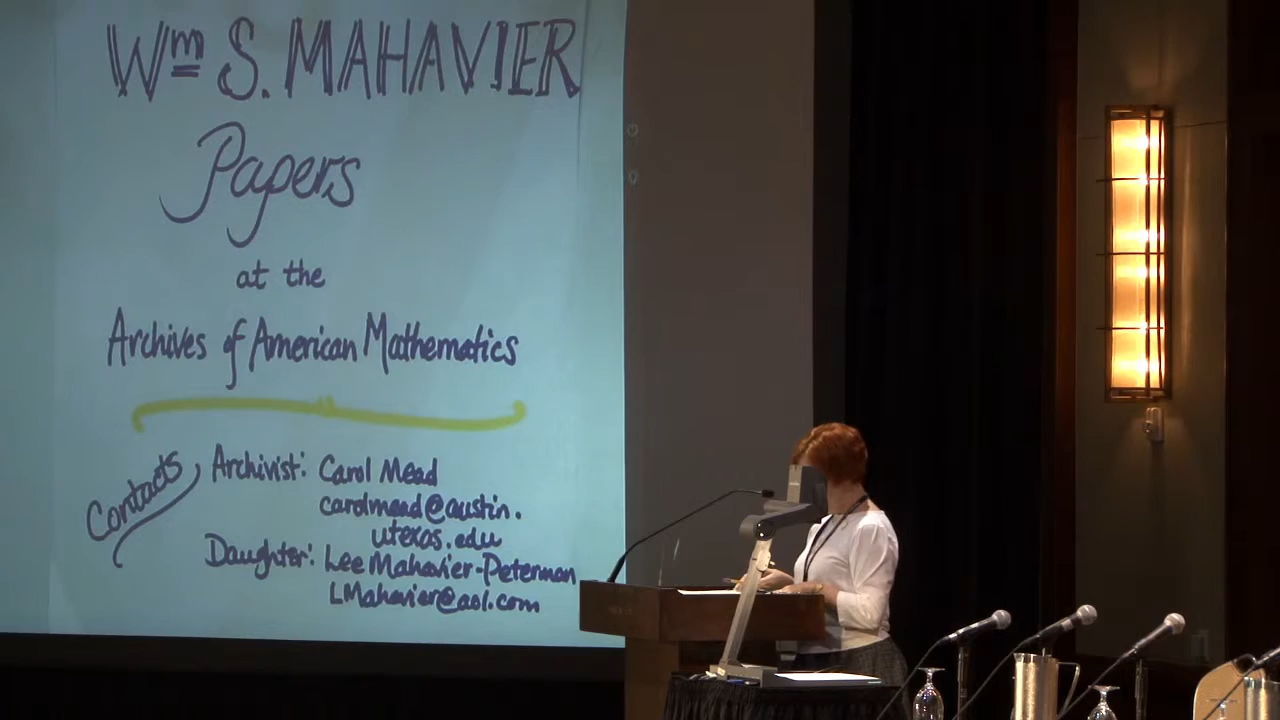 Wm S. MAHAVIER
Papers
at the
Archives of American Mathematics
Contacts
Archivist: Carol Mead
carolmead@austin.
utexas.edu
Daughter: Lee Mahavier-Peterman
LMahavier@aol.com